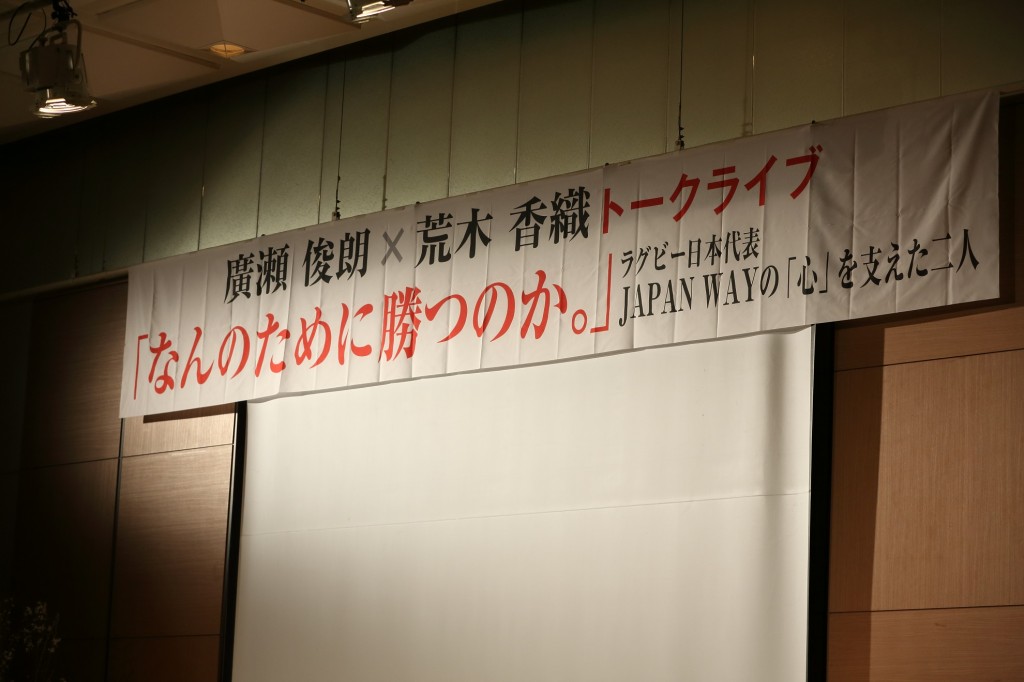 廣瀬 俊朗 × 荒木 香織 トークライブ
「なんのために勝つのか。」
ラグビー日本代表
JAPAN WAYの「心」を支えた二人